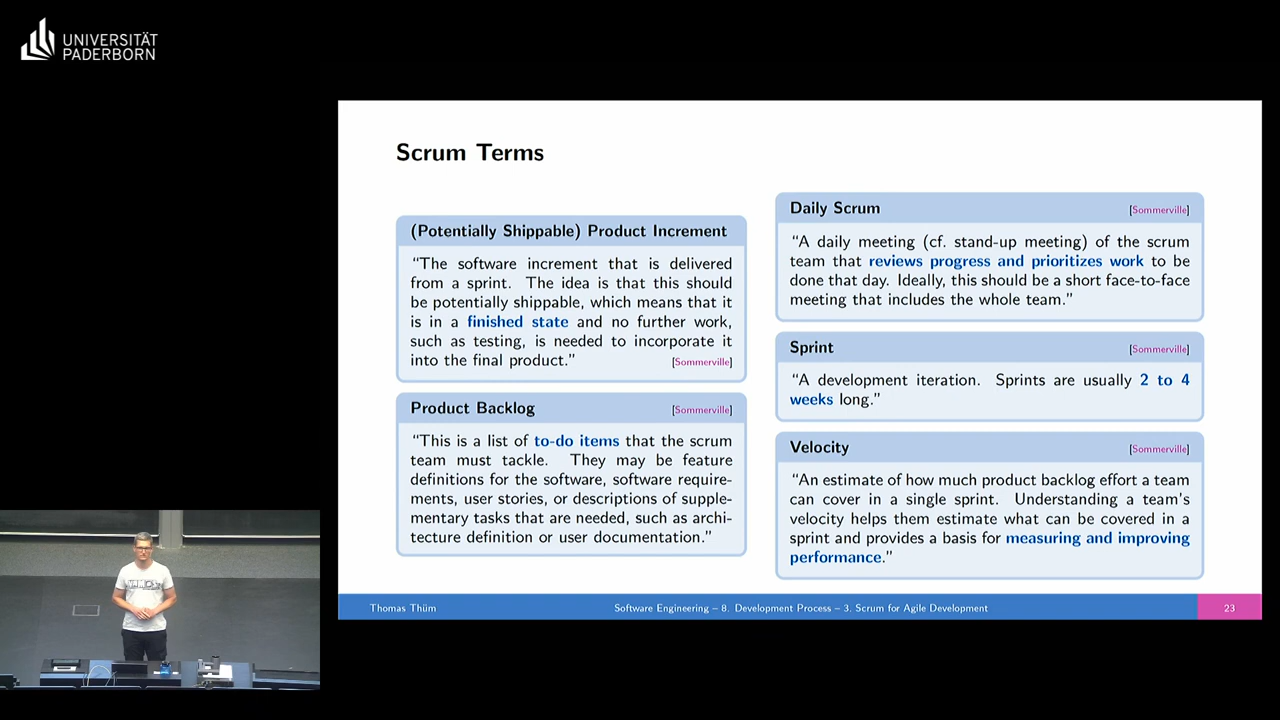 UNIVERSITÄT
PADERBORN
Scrum Terms
(Potentially Shippable) Product Increment
“The software increment that is delivered
from a sprint. The idea is that this should
be potentially shippable, which means that it
is in a finished state and no further work,
such as testing, is needed to incorporate it
into the final product.” [Sommerville]
Product Backlog [Sommerville]
“This is a list of to-do items that the scrum
team must tackle. They may be feature
definitions for the software, software require-
ments, user stories, or descriptions of supple-
mentary tasks that are needed, such as archi-
tecture definition or user documentation.”
Daily Scrum [Sommerville]
“A daily meeting (cf. stand-up meeting) of the scrum
team that reviews progress and prioritizes work to be
done that day. Ideally, this should be a short face-to-face
meeting that includes the whole team.”
Sprint [Sommerville]
“A development iteration. Sprints are usually 2 to 4
weeks long.”
Velocity [Sommerville]
“An estimate of how much product backlog effort a team
can cover in a single sprint. Understanding a team’s
velocity helps them estimate what can be covered in a
sprint and provides a basis for measuring and improving
performance.”
Thomas Thüm Software Engineering – 8. Development Process – 3. Scrum for Agile Development 23